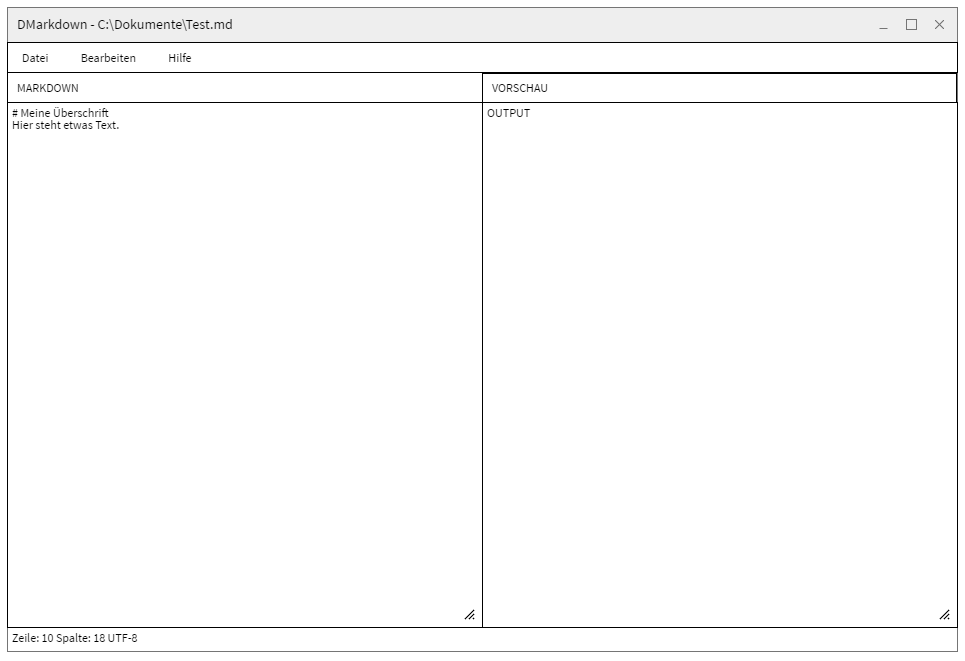 DMarkdown - C:\Dokumente\Test.md
Datei Bearbeiten Hilfe
MARKDOWN
# Meine Überschrift
Hier steht etwas Text.
VORSCHAU
OUTPUT
Zeile: 10 Spalte: 18 UTF-8